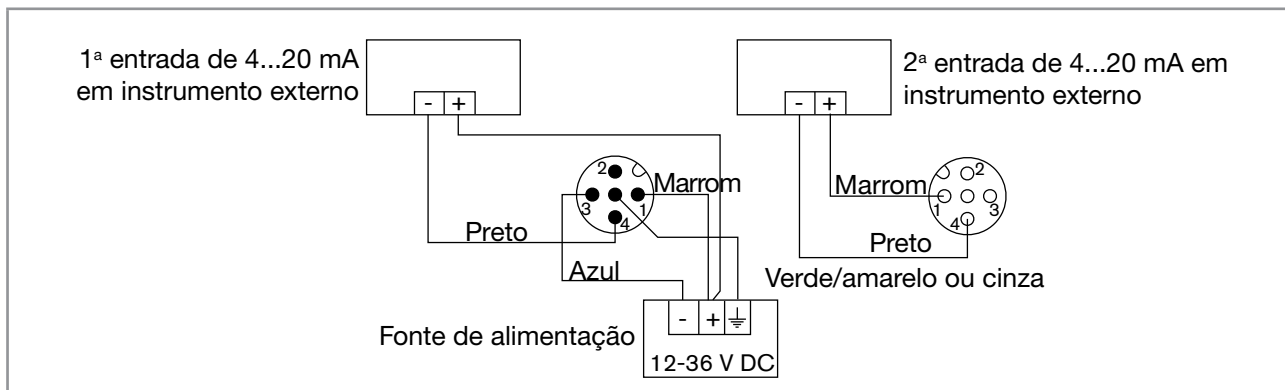 1ª entrada de 4...20 mA
em instrumento externo
- +
2ª entrada de 4...20 mA em
instrumento externo
- +
2
Marrom
3
1
4
Preto
Azul
Marrom
2
1
3
4
Preto
Verde/amarelo ou cinza
Fonte de alimentação
- +
12-36 V DC